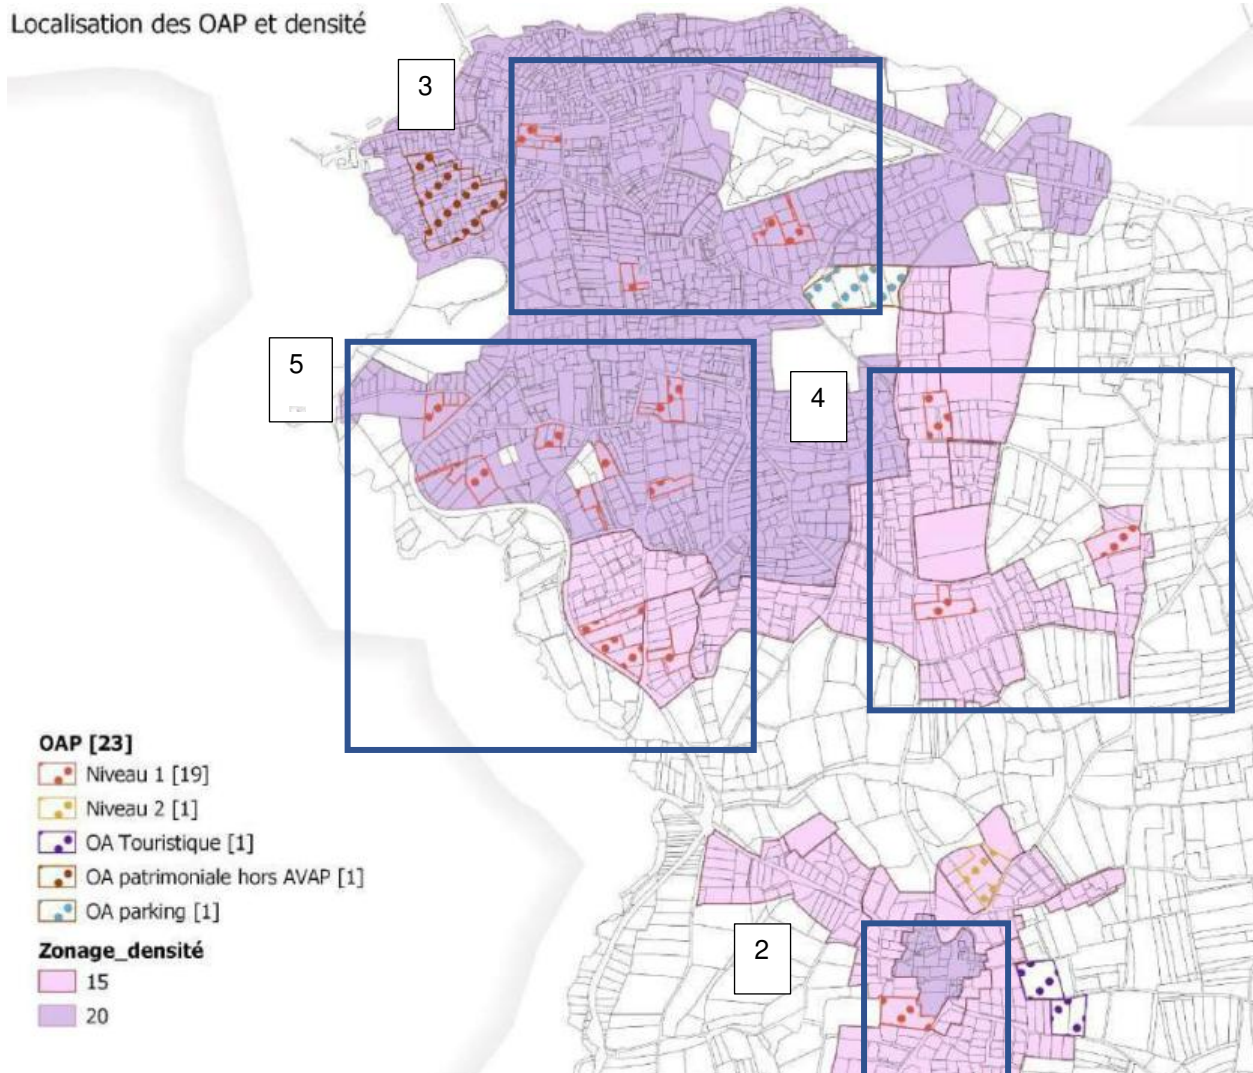 Localisation des OAP et densité
3
5
4
OAP [23]
Niveau 1 [19]
Niveau 2 [1]
OA Touristique [1]
OA patrimoniale hors AVAP [1]
OA parking [1]
Zonage_densité
15
20
2